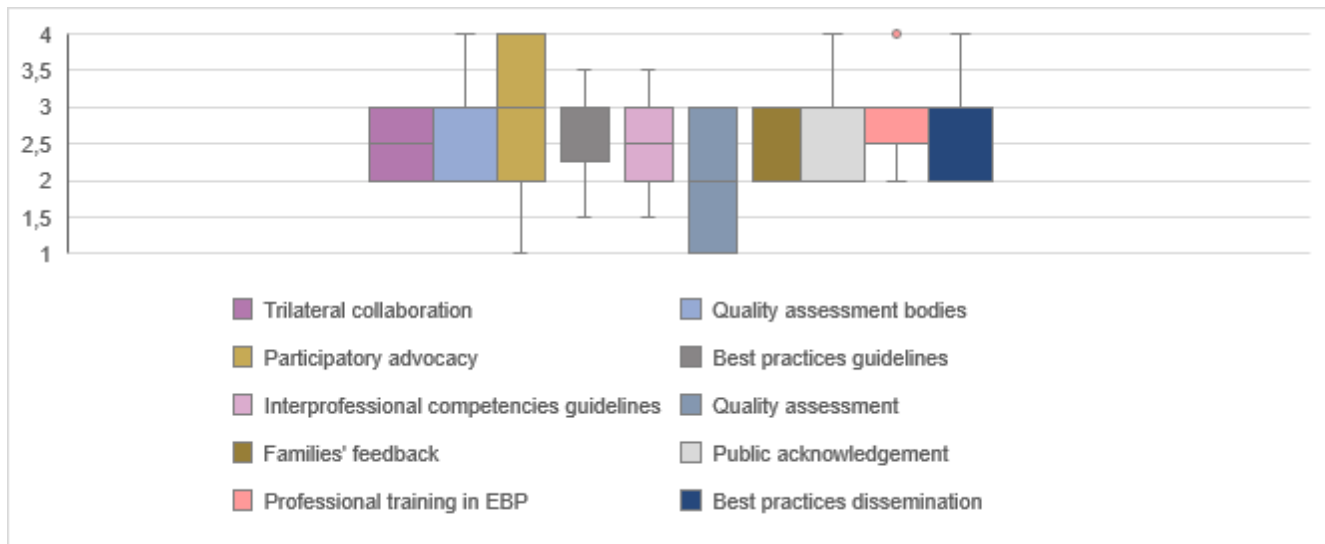 4
3,5
3
2,5
2
1,5
1
Trilateral collaboration
Quality assessment bodies
Participatory advocacy
Best practices guidelines
Interprofessional competencies guidelines
Quality assessment
Families' feedback
Public acknowledgement
Professional training in EBP
Best practices dissemination